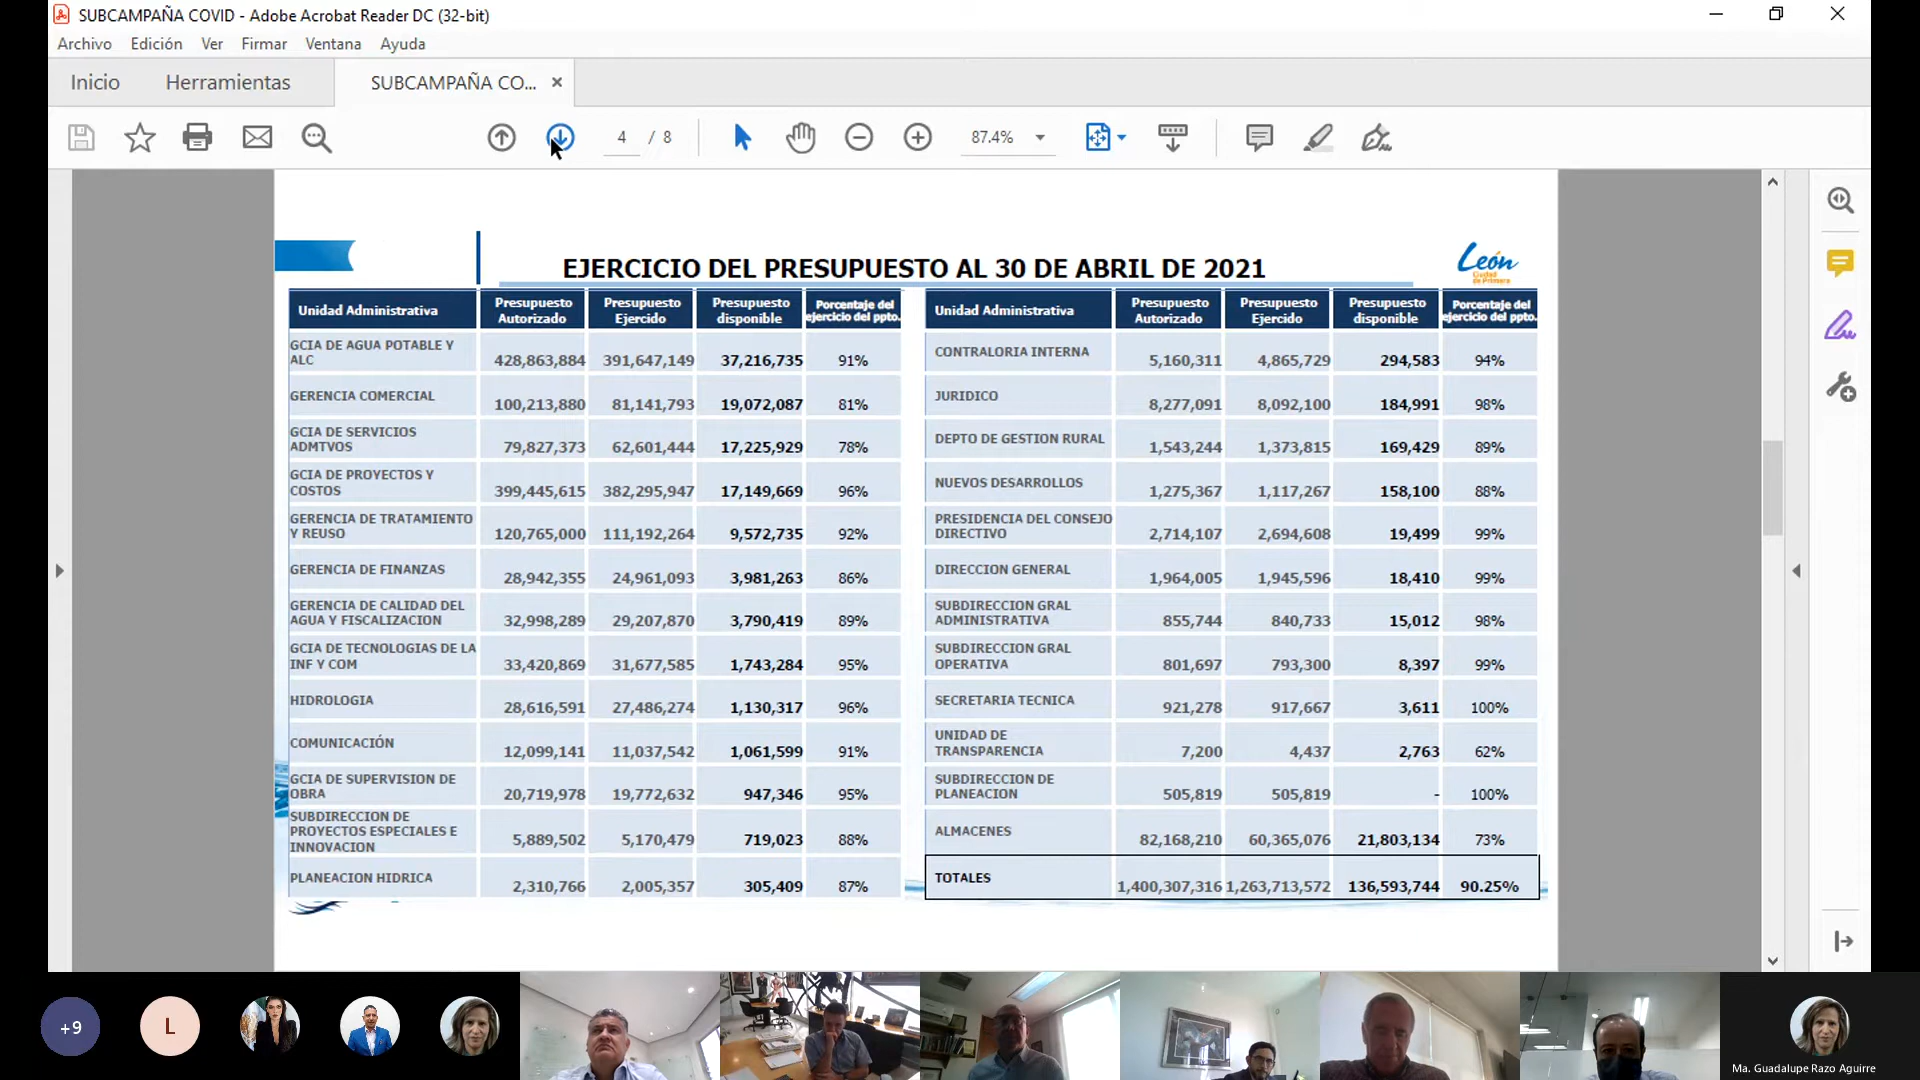 SUBCAMPAÑA COVID - Adobe Acrobat Reader DC (32-bit)
Archivo Edición Ver Firmar Ventana Ayuda
Inicio Herramientas SUBCAMPAÑA CO... ×
4 / 8 87.4%
EJERCICIO DEL PRESUPUESTO AL 30 DE ABRIL DE 2021
León
Ciudad
de Primera
Unidad Administrativa Presupuesto Autorizado Presupuesto Ejercido Presupuesto disponible Porcentaje del ejercicio del ppto.
GCIA DE AGUA POTABLE Y ALC 428,863,884 391,647,149 37,216,735 91%
GERENCIA COMERCIAL 100,213,880 81,141,793 19,072,087 81%
GCIA DE SERVICIOS ADMTVOS 79,827,373 62,601,444 17,225,929 78%
GCIA DE PROYECTOS Y COSTOS 399,445,615 382,295,947 17,149,669 96%
GERENCIA DE TRATAMIENTO Y REUSO 120,765,000 111,192,264 9,572,735 92%
GERENCIA DE FINANZAS 28,942,355 24,961,093 3,981,263 86%
GERENCIA DE CALIDAD DEL AGUA Y FISCALIZACION 32,998,289 29,207,870 3,790,419 89%
GCIA DE TECNOLOGIAS DE LA INF Y COM 33,420,869 31,677,585 1,743,284 95%
HIDROLOGIA 28,616,591 27,486,274 1,130,317 96%
COMUNICACIÓN 12,099,141 11,037,542 1,061,599 91%
GCIA DE SUPERVISION DE OBRA 20,719,978 19,772,632 947,346 95%
SUBDIRECCION DE PROYECTOS ESPECIALES E INNOVACION 5,889,502 5,170,479 719,023 88%
PLANEACION HIDRICA 2,310,766 2,005,357 305,409 87%
Unidad Administrativa Presupuesto Autorizado Presupuesto Ejercido Presupuesto disponible Porcentaje del ejercicio del ppto.
CONTRALORIA INTERNA 5,160,311 4,865,729 294,583 94%
JURIDICO 8,277,091 8,092,100 184,991 98%
DEPTO DE GESTION RURAL 1,543,244 1,373,815 169,429 89%
NUEVOS DESARROLLOS 1,275,367 1,117,267 158,100 88%
PRESIDENCIA DEL CONSEJO DIRECTIVO 2,714,107 2,694,608 19,499 99%
DIRECCION GENERAL 1,964,005 1,945,596 18,410 99%
SUBDIRECCION GRAL ADMINISTRATIVA 855,744 840,733 15,012 98%
SUBDIRECCION GRAL OPERATIVA 801,697 793,300 8,397 99%
SECRETARIA TECNICA 921,278 917,667 3,611 100%
UNIDAD DE TRANSPARENCIA 7,200 4,437 2,763 62%
SUBDIRECCION DE PLANEACION 505,819 505,819 - 100%
ALMACENES 82,168,210 60,365,076 21,803,134 73%
TOTALES 1,400,307,316 1,263,713,572 136,593,744 90.25%
+9 L
Ma. Guadalupe Razo Aguirre